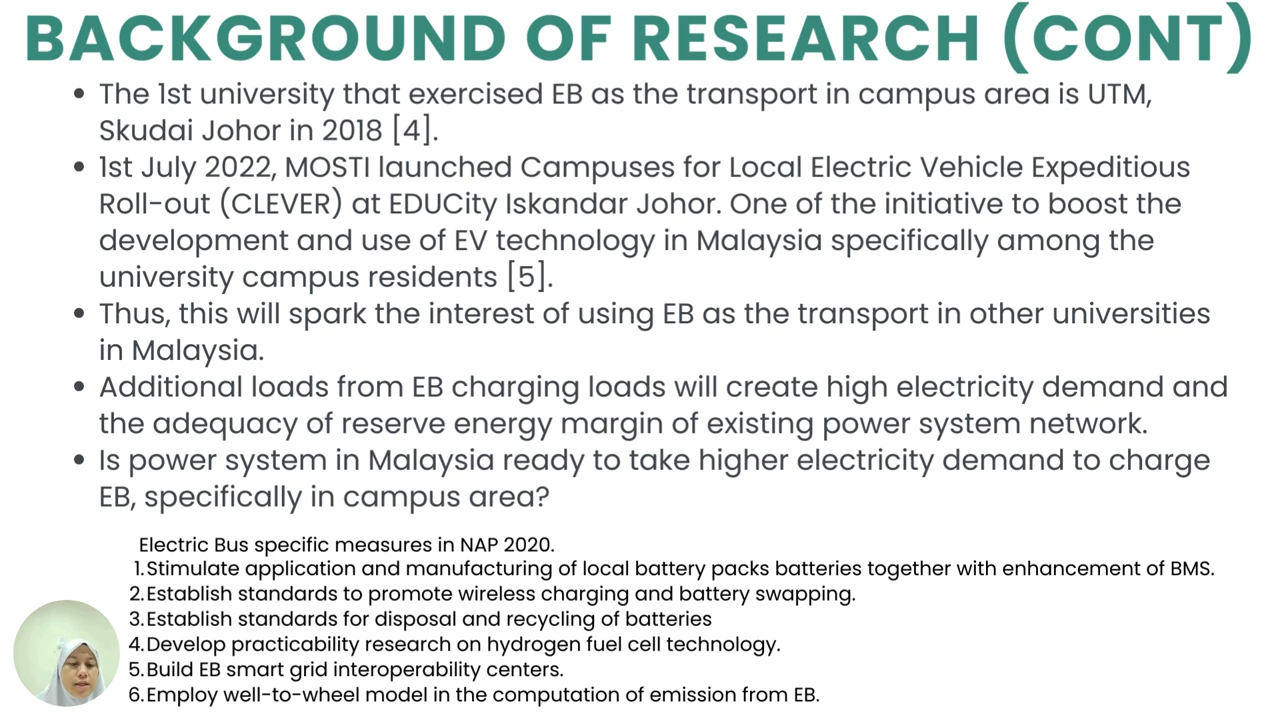 BACKGROUND OF RESEARCH (CONT)
• The 1st university that exercised EB as the transport in campus area is UTM,
Skudai Johor in 2018 [4].
• 1st July 2022, MOSTI launched Campuses for Local Electric Vehicle Expeditious
Roll-out (CLEVER) at EDUCity Iskandar Johor. One of the initiative to boost the
development and use of EV technology in Malaysia specifically among the
university campus residents [5].
• Thus, this will spark the interest of using EB as the transport in other universities
in Malaysia.
• Additional loads from EB charging loads will create high electricity demand and
the adequacy of reserve energy margin of existing power system network.
• Is power system in Malaysia ready to take higher electricity demand to charge
EB, specifically in campus area?
Electric Bus specific measures in NAP 2020.
1. Stimulate application and manufacturing of local battery packs batteries together with enhancement of BMS.
2. Establish standards to promote wireless charging and battery swapping.
3. Establish standards for disposal and recycling of batteries
4. Develop practicability research on hydrogen fuel cell technology.
5. Build EB smart grid interoperability centers.
6. Employ well-to-wheel model in the computation of emission from EB.